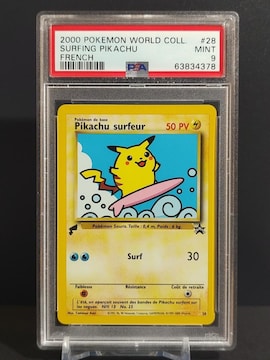 2000 POKEMON WORLD COLL. #28
SURFING PIKACHU MINT
FRENCH PSA 9
63834378
Pokémon de base
Pikachu surfeur 50 PV
Pokémon Souris. Taille : 0,4 m, Poids : 6 kg.
Surf 30
Faiblesse Résistance Coût de retraite